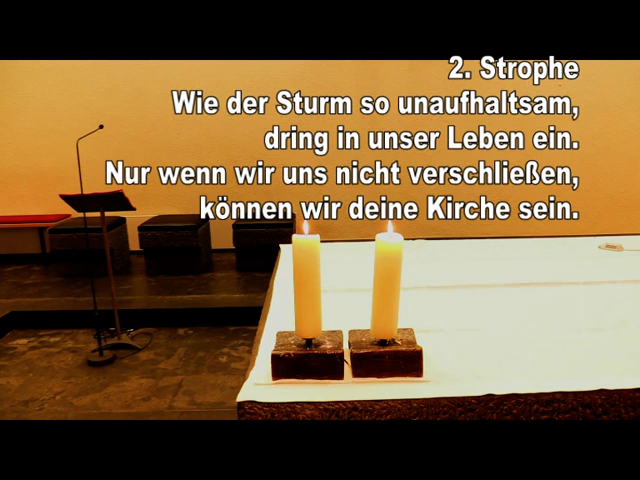 2. Strophe
Wie der Sturm so unaufhaltsam,
dring in unser Leben ein.
Nur wenn wir uns nicht verschließen,
können wir deine Kirche sein.